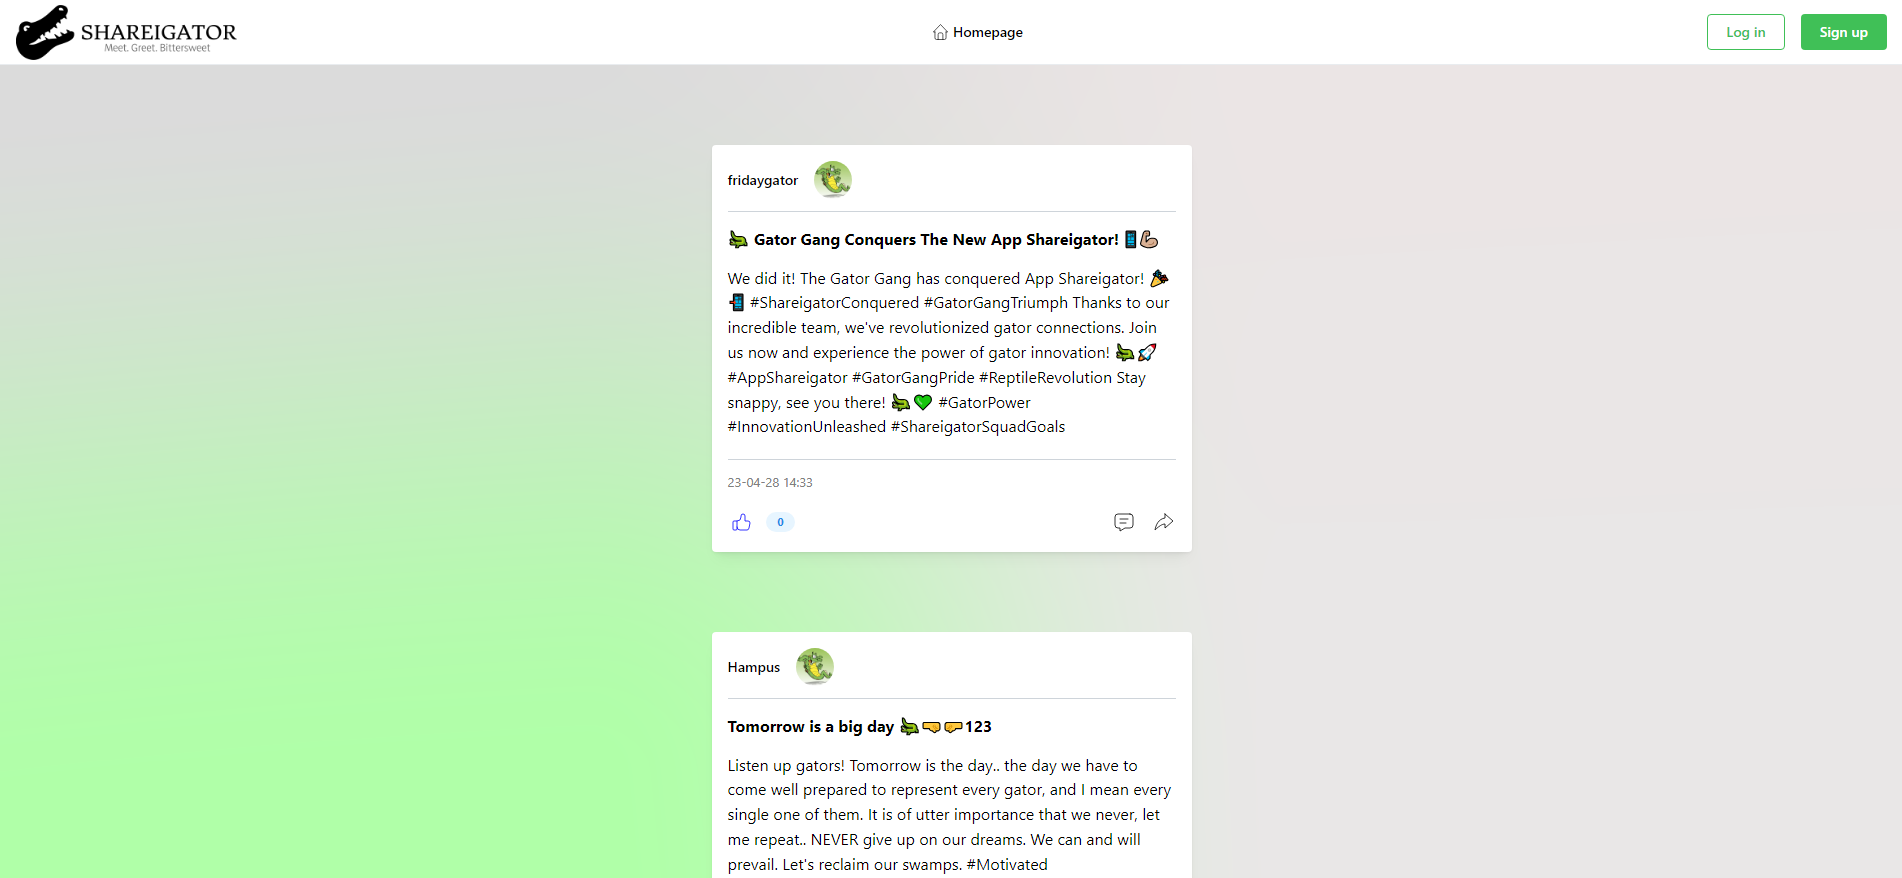 SHAREIGATOR
Meet. Greet. Bittersweet
Homepage
Log in
Sign up
fridaygator
🐊 Gator Gang Conquers The New App Shareigator! 📱💪🏽
We did it! The Gator Gang has conquered App Shareigator! 🎉
📲 #ShareigatorConquered #GatorGangTriumph Thanks to our
incredible team, we've revolutionized gator connections. Join
us now and experience the power of gator innovation! 🐊🚀
#AppShareigator #GatorGangPride #ReptileRevolution Stay
snappy, see you there! 🐊💚 #GatorPower
#InnovationUnleashed #ShareigatorSquadGoals
23-04-28 14:33
0
Hampus
Tomorrow is a big day 🐊🤜🤛123
Listen up gators! Tomorrow is the day.. the day we have to
come well prepared to represent every gator, and I mean every
single one of them. It is of utter importance that we never, let
me repeat.. NEVER give up on our dreams. We can and will
prevail. Let's reclaim our swamps. #Motivated